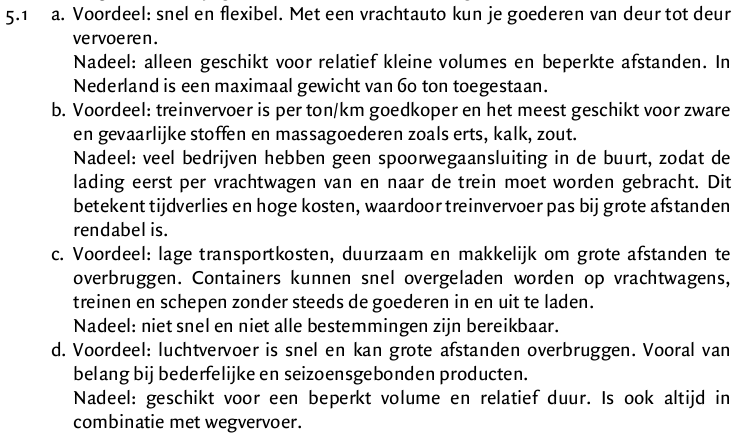 5.1 a. Voordeel: snel en flexibel. Met een vrachtauto kun je goederen van deur tot deur
vervoeren.
Nadeel: alleen geschikt voor relatief kleine volumes en beperkte afstanden. In
Nederland is een maximaal gewicht van 60 ton toegestaan.
b. Voordeel: treinvervoer is per ton/km goedkoper en het meest geschikt voor zware
en gevaarlijke stoffen en massagoederen zoals erts, kalk, zout.
Nadeel: veel bedrijven hebben geen spoorwegaansluiting in de buurt, zodat de
lading eerst per vrachtwagen van en naar de trein moet worden gebracht. Dit
betekent tijdverlies en hoge kosten, waardoor treinvervoer pas bij grote afstanden
rendabel is.
c. Voordeel: lage transportkosten, duurzaam en makkelijk om grote afstanden te
overbruggen. Containers kunnen snel overgeladen worden op vrachtwagens,
treinen en schepen zonder steeds de goederen in en uit te laden.
Nadeel: niet snel en niet alle bestemmingen zijn bereikbaar.
d. Voordeel: luchtvervoer is snel en kan grote afstanden overbruggen. Vooral van
belang bij bederfelijke en seizoensgebonden producten.
Nadeel: geschikt voor een beperkt volume en relatief duur. Is ook altijd in
combinatie met wegvervoer.